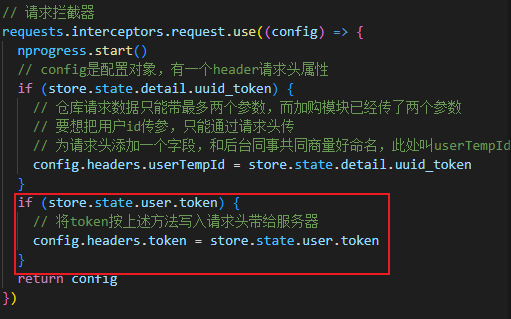 // 请求拦截器
requests.interceptors.request.use((config) => {
nprogress.start()
// config是配置对象，有一个header请求头属性
if (store.state.detail.uuid_token) {
// 仓库请求数据只能带最多两个参数，而加购模块已经传了两个参数
// 要想把用户id传参，只能通过请求头传
// 为请求头添加一个字段，和后台同事共同商量好命名，此处叫userTempId
config.headers.userTempId = store.state.detail.uuid_token
}
if (store.state.user.token) {
// 将token按上述方法写入请求头带给服务器
config.headers.token = store.state.user.token
}
return config
})